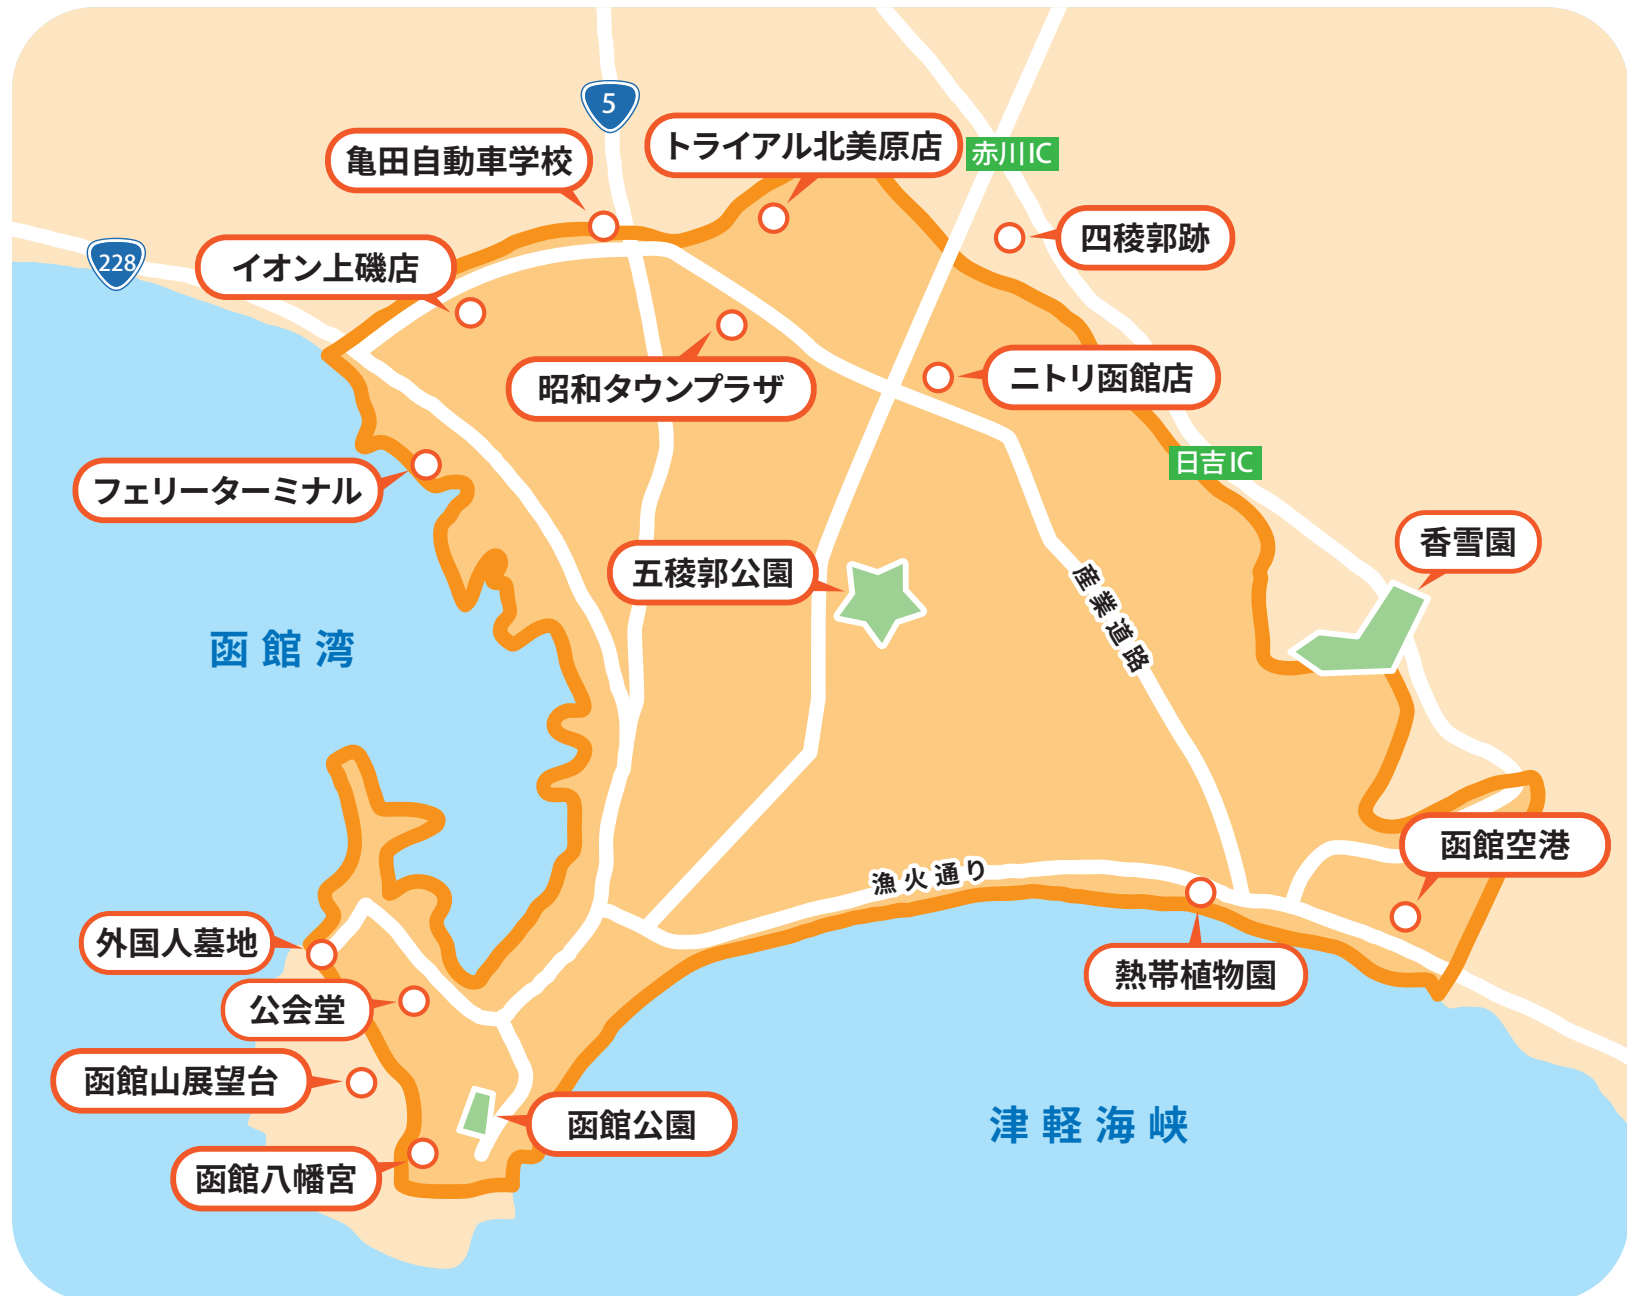 5
亀田自動車学校
トライアル北美原店
赤川IC
四稜郭跡
228
イオン上磯店
昭和タウンプラザ
ニトリ函館店
フェリーターミナル
日吉IC
香雪園
五稜郭公園
産業道路
函館湾
函館空港
漁火通り
外国人墓地
熱帯植物園
公会堂
函館山展望台
函館公園
津軽海峡
函館八幡宮